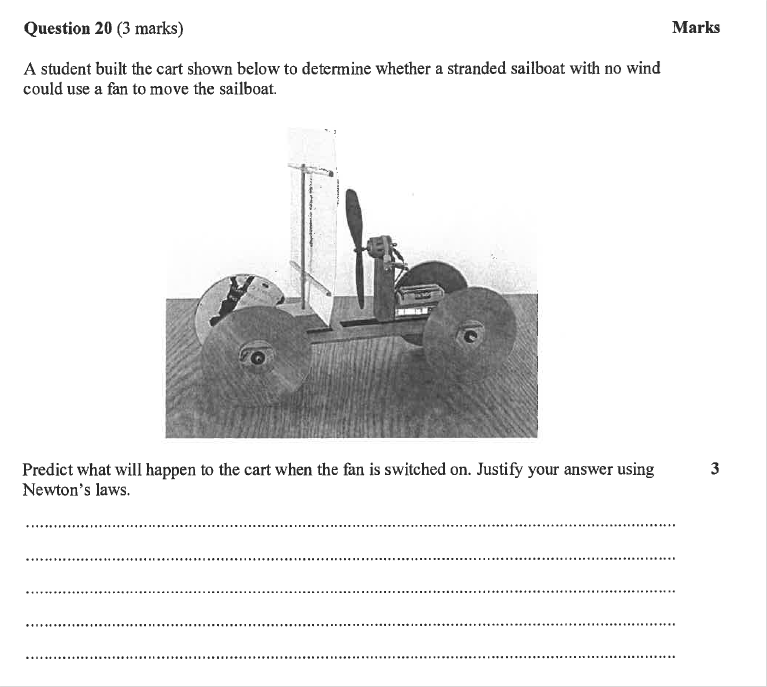 Question 20 (3 marks) Marks
A student built the cart shown below to determine whether a stranded sailboat with no wind
could use a fan to move the sailboat.
Predict what will happen to the cart when the fan is switched on. Justify your answer using 3
Newton's laws.